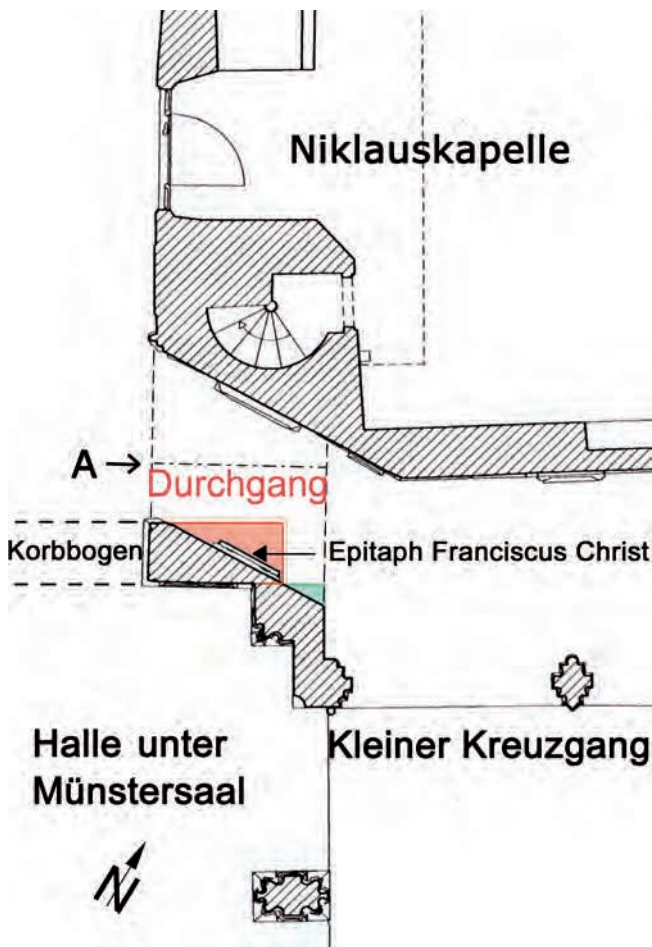 Niklauskapelle
A
Durchgang
Korbbogen
Epitaph Franciscus Christ
Halle unter
Münstersaal
Kleiner Kreuzgang
N